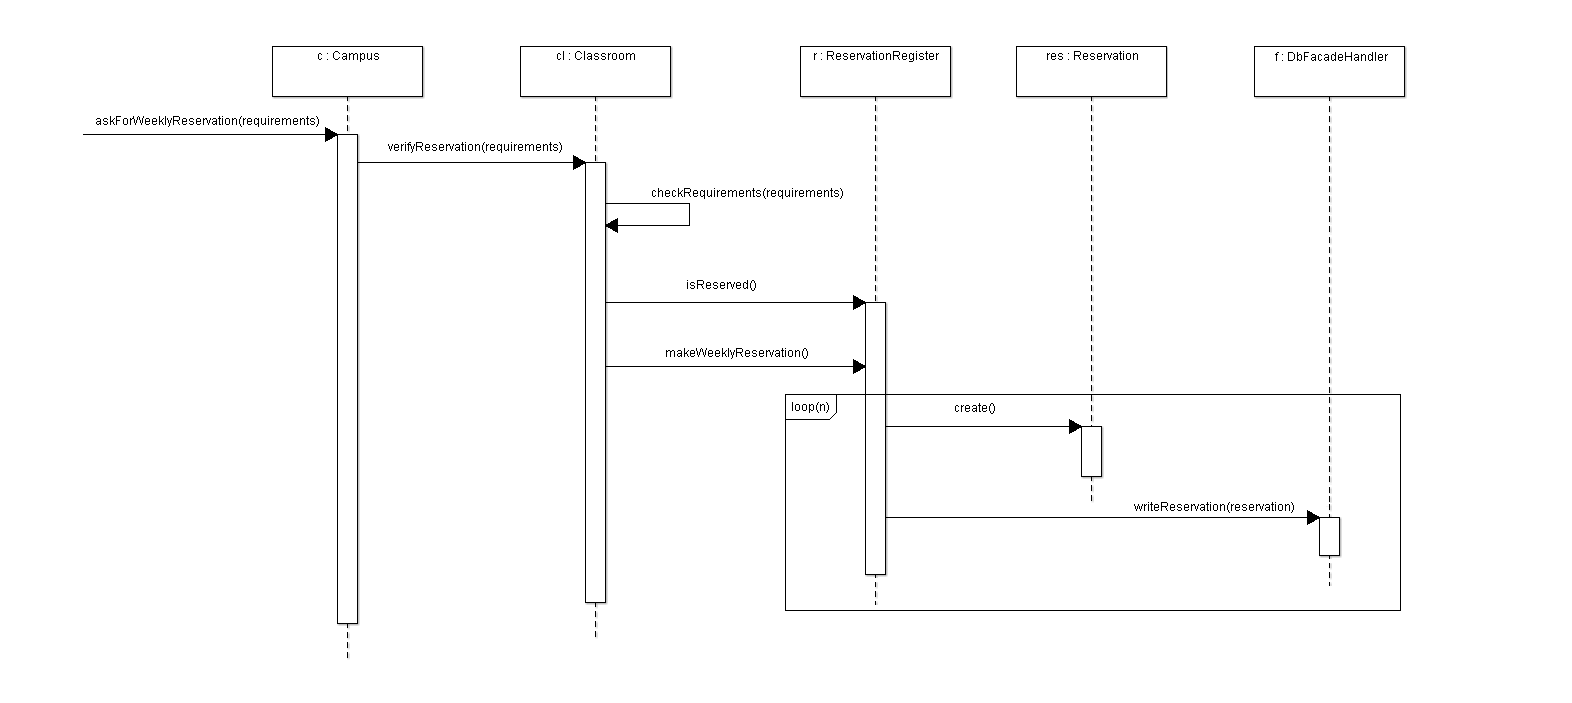 c : Campus
cl : Classroom
r : ReservationRegister
res : Reservation
f : DbFacadeHandler
askForWeeklyReservation(requirements)
verifyReservation(requirements)
checkRequirements(requirements)
isReserved()
makeWeeklyReservation()
loop(n)
create()
writeReservation(reservation)